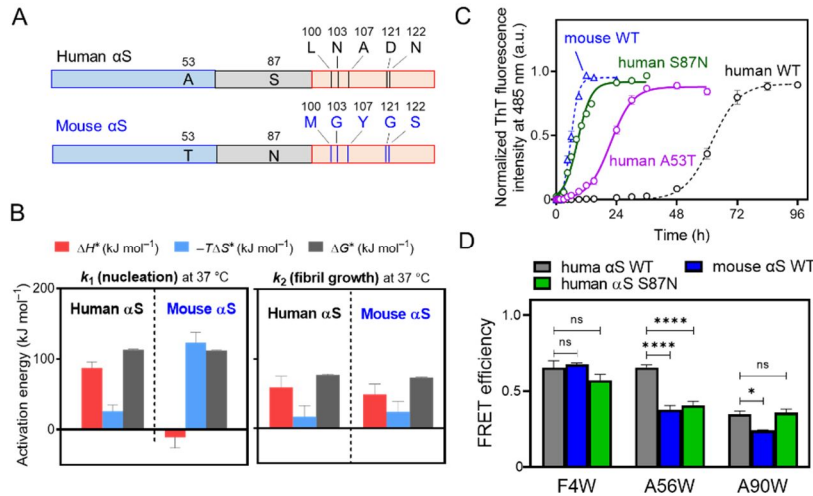 A
Human αS
100 103 107 121 122
L N A D N
53 87
A S
Mouse αS
100 103 107 121 122
M G Y G S
53 87
T N
B
ΔH* (kJ mol⁻¹) −TΔS* (kJ mol⁻¹) ΔG* (kJ mol⁻¹)
k₁ (nucleation) at 37 °C
k₂ (fibril growth) at 37 °C
Human αS Mouse αS
Human αS Mouse αS
Activation energy (kJ mol⁻¹)
200
100
0
C
Normalized ThT fluorescence
intensity at 485 nm (a.u.)
mouse WT
human S87N
human WT
human A53T
1.0
0.5
0
0 24 48 72 96
Time (h)
D
huma αS WT mouse αS WT
human αS S87N
FRET efficiency
1.0
0.5
0
ns
ns
****
****
ns
*
F4W A56W A90W